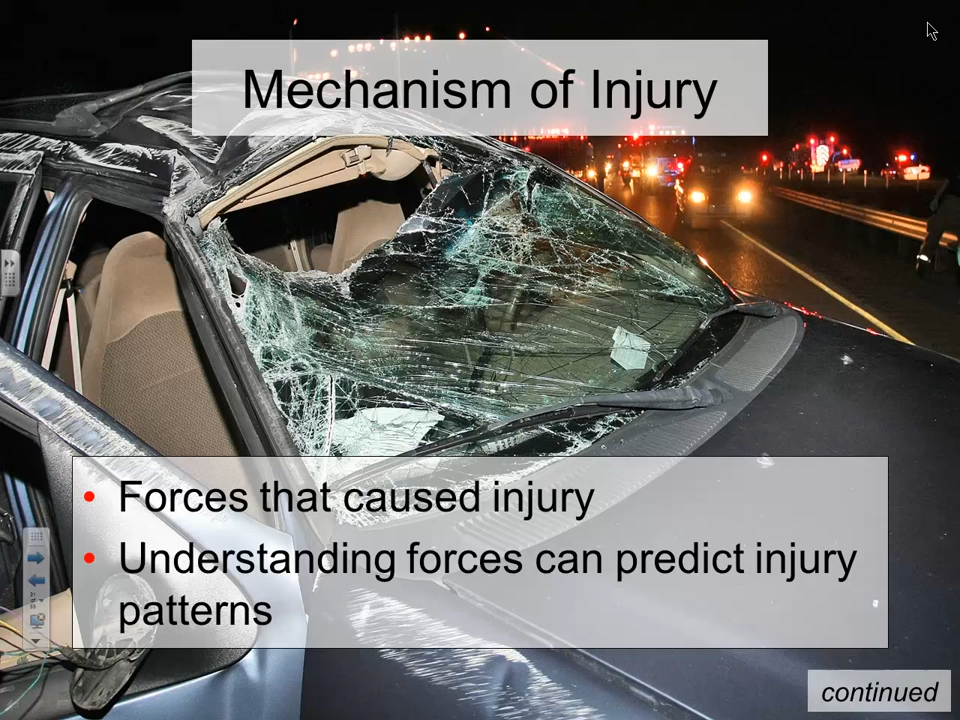 Mechanism of Injury
• Forces that caused injury
• Understanding forces can predict injury
patterns
continued